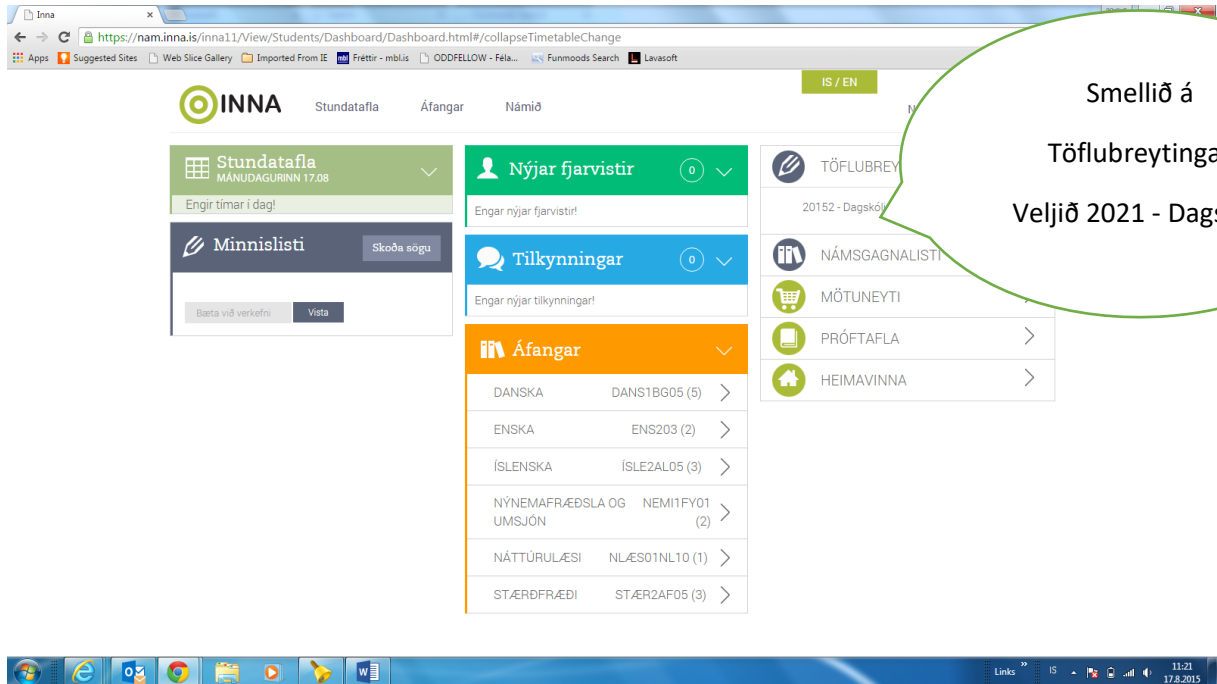 Inna
https://nam.inna.is/inna11/View/Students/Dashboard/Dashboard.html#/collapseTimetableChange
Apps Suggested Sites Web Slice Gallery Imported From IE mbl Fréttir - mbl.is ODDFELLOW - Féla... Funmoods Search L Lavasoft
IS / EN
INNA Stundatafla Áfangar Námið
Smellið á
Töflubreytinga
Veljið 2021 - Dags
Stundatafla
MÁNUDAGURINN 17.08
Engir tímar í dag!
Minnislisti Skoða sögu
Bæta við verkefni Vista
Nýjar fjarvistir 0
Engar nýjar fjarvistir!
Tilkynningar 0
Engar nýjar tilkynningar!
Áfangar
DANSKA DANS1BG05 (5)
ENSKA ENS203 (2)
ÍSLENSKA ÍSLE2AL05 (3)
NÝNEMAFRÆÐSLA OG NEMI1FY01
UMSJÓN (2)
NÁTTÚRULÆSI NLÆS01NL10 (1)
STÆRÐFRÆÐI STÆR2AF05 (3)
TÖFLUBREY
20152 - Dagskóli
NÁMSGAGNALISTI
MÖTUNEYTI
PRÓFTAFLA
HEIMAVINNA
Links » IS 11:21
17.8.2015